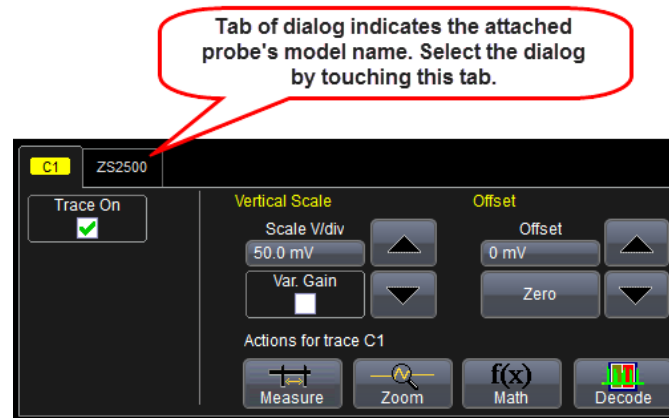 Tab of dialog indicates the attached
probe's model name. Select the dialog
by touching this tab.
C1 ZS2500
Trace On
Vertical Scale
Offset
Scale V/div
Offset
50.0 mV
0 mV
Var. Gain
Zero
Actions for trace C1
Measure
Zoom
f(x)
Math
Decode